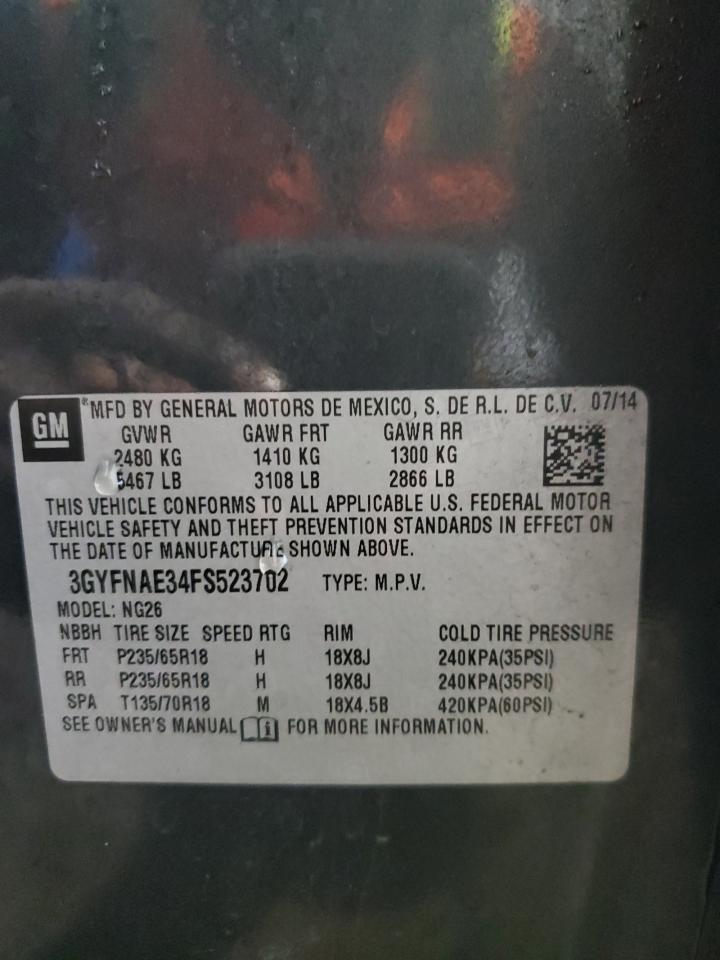 GM
®MFD BY GENERAL MOTORS DE MEXICO, S. DE R.L. DE C.V. 07/14
GVWR GAWR FRT GAWR RR
2480 KG 1410 KG 1300 KG
5467 LB 3108 LB 2866 LB
THIS VEHICLE CONFORMS TO ALL APPLICABLE U.S. FEDERAL MOTOR
VEHICLE SAFETY AND THEFT PREVENTION STANDARDS IN EFFECT ON
THE DATE OF MANUFACTURE SHOWN ABOVE.
3GYFNAE34FS523702 TYPE: M.P.V.
MODEL: NG26
NBBH TIRE SIZE SPEED RTG RIM COLD TIRE PRESSURE
FRT P235/65R18 H 18X8J 240KPA(35PSI)
RR P235/65R18 H 18X8J 240KPA(35PSI)
SPA T135/70R18 M 18X4.5B 420KPA(60PSI)
SEE OWNER'S MANUAL FOR MORE INFORMATION.